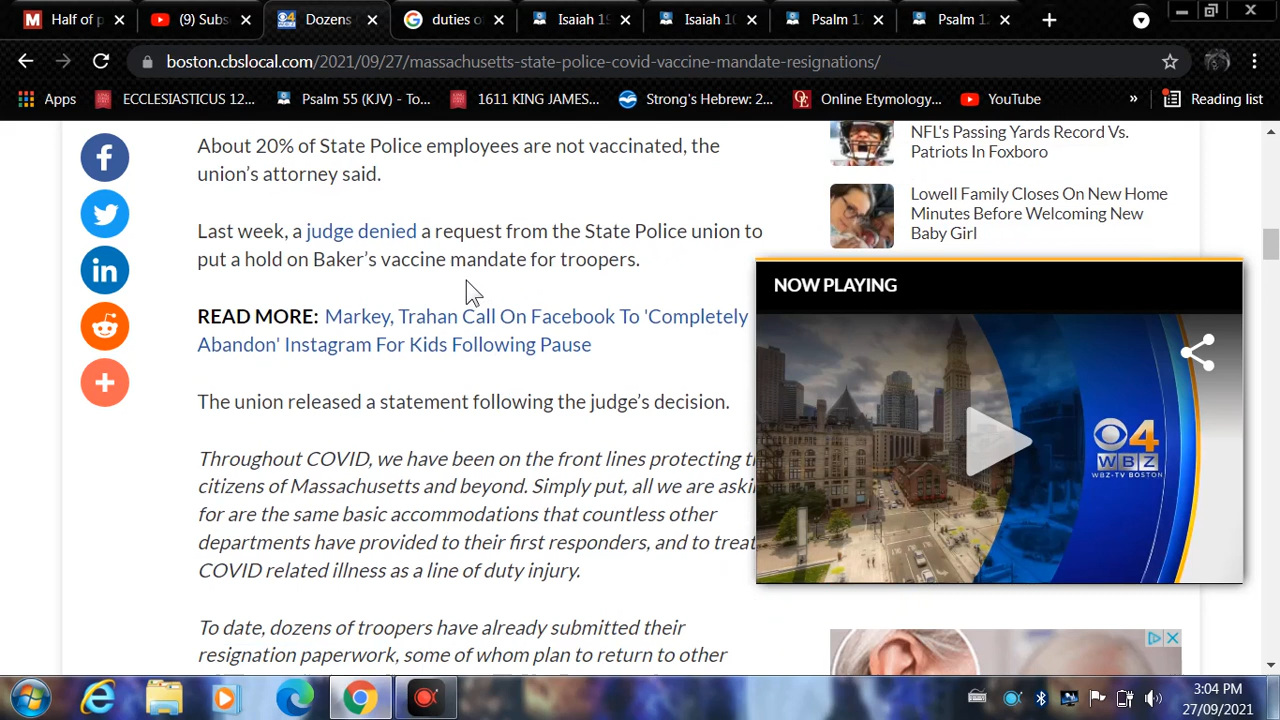 Half of p
(9) Subs
Dozens
duties o
Isaiah 19
Isaiah 10
Psalm 1
Psalm 12
boston.cbslocal.com/2021/09/27/massachusetts-state-police-covid-vaccine-mandate-resignations/
Apps
ECCLESIASTICUS 12...
Psalm 55 (KJV) - To...
1611 KING JAMES...
Strong's Hebrew: 2...
Online Etymology...
YouTube
»
Reading list
About 20% of State Police employees are not vaccinated, the
union's attorney said.
Last week, a judge denied a request from the State Police union to
put a hold on Baker's vaccine mandate for troopers.
READ MORE: Markey, Trahan Call On Facebook To 'Completely
Abandon' Instagram For Kids Following Pause
The union released a statement following the judge's decision.
Throughout COVID, we have been on the front lines protecting
citizens of Massachusetts and beyond. Simply put, all we are
for are the same basic accommodations that countless other
departments have provided to their first responders, and to treat
COVID related illness as a line of duty injury.
To date, dozens of troopers have already submitted their
resignation paperwork, some of whom plan to return to other
NFL's Passing Yards Record Vs.
Patriots In Foxboro
Lowell Family Closes On New Home
Minutes Before Welcoming New
Baby Girl
NOW PLAYING
4
WBZ
WBZ-TV BOSTON
3:04 PM
27/09/2021